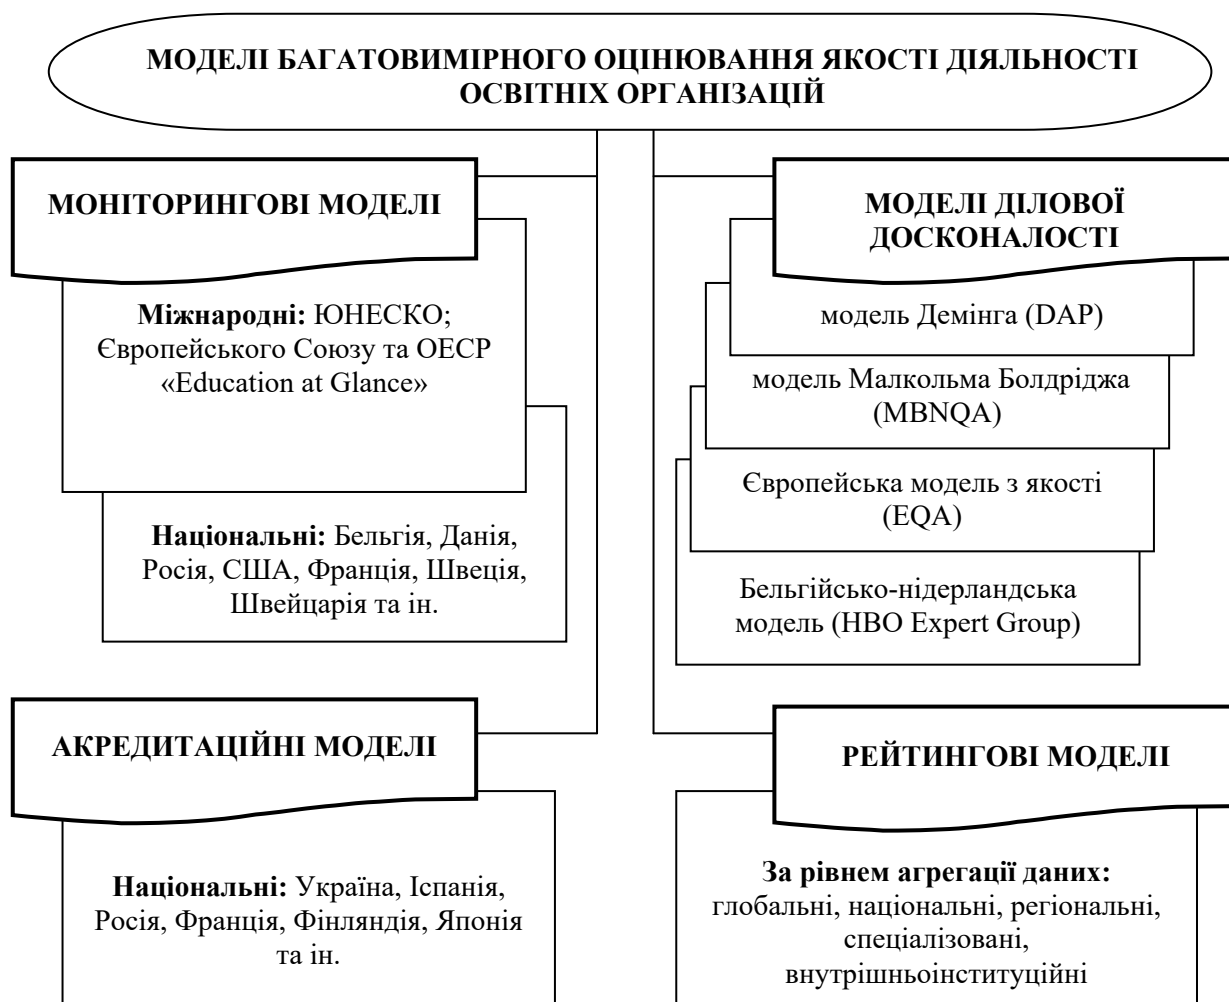 МОДЕЛІ БАГАТОВИМІРНОГО ОЦІНЮВАННЯ ЯКОСТІ ДІЯЛЬНОСТІ
ОСВІТНІХ ОРГАНІЗАЦІЙ
МОНІТОРИНГОВІ МОДЕЛІ
Міжнародні: ЮНЕСКО;
Європейського Союзу та ОЕСР
«Education at Glance»
Національні: Бельгія, Данія,
Росія, США, Франція, Швеція,
Швейцарія та ін.
МОДЕЛІ ДІЛОВОЇ
ДОСКОНАЛОСТІ
модель Демінга (DAP)
модель Малкольма Болдріджа
(MBNQA)
Європейська модель з якості
(EQA)
Бельгійсько-нідерландська
модель (HBO Expert Group)
АКРЕДИТАЦІЙНІ МОДЕЛІ
Національні: Україна, Іспанія,
Росія, Франція, Фінляндія, Японія
та ін.
РЕЙТИНГОВІ МОДЕЛІ
За рівнем агрегації даних:
глобальні, національні, регіональні,
спеціалізовані,
внутрішньоінституційні